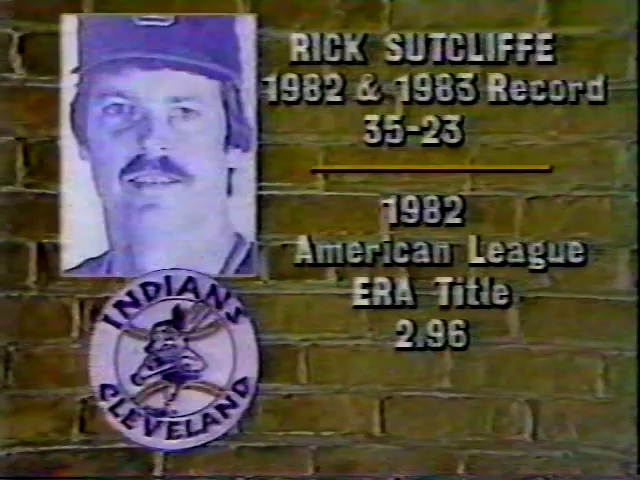 RICK SUTCLIFFE
1982 & 1983 Record
35-23
1982
American League
ERA Title
2.96
INDIANS
CLEVELAND